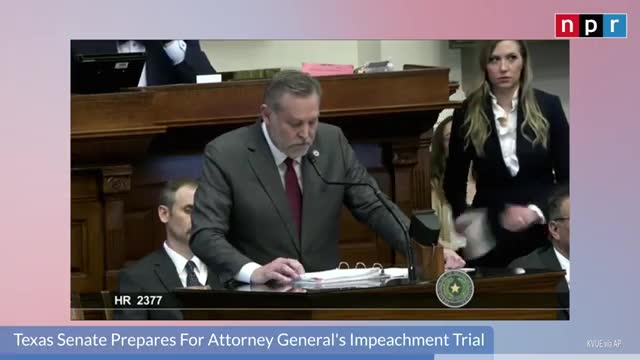 npr
HR 2377
Texas Senate Prepares For Attorney General's Impeachment Trial
KVUE via AP